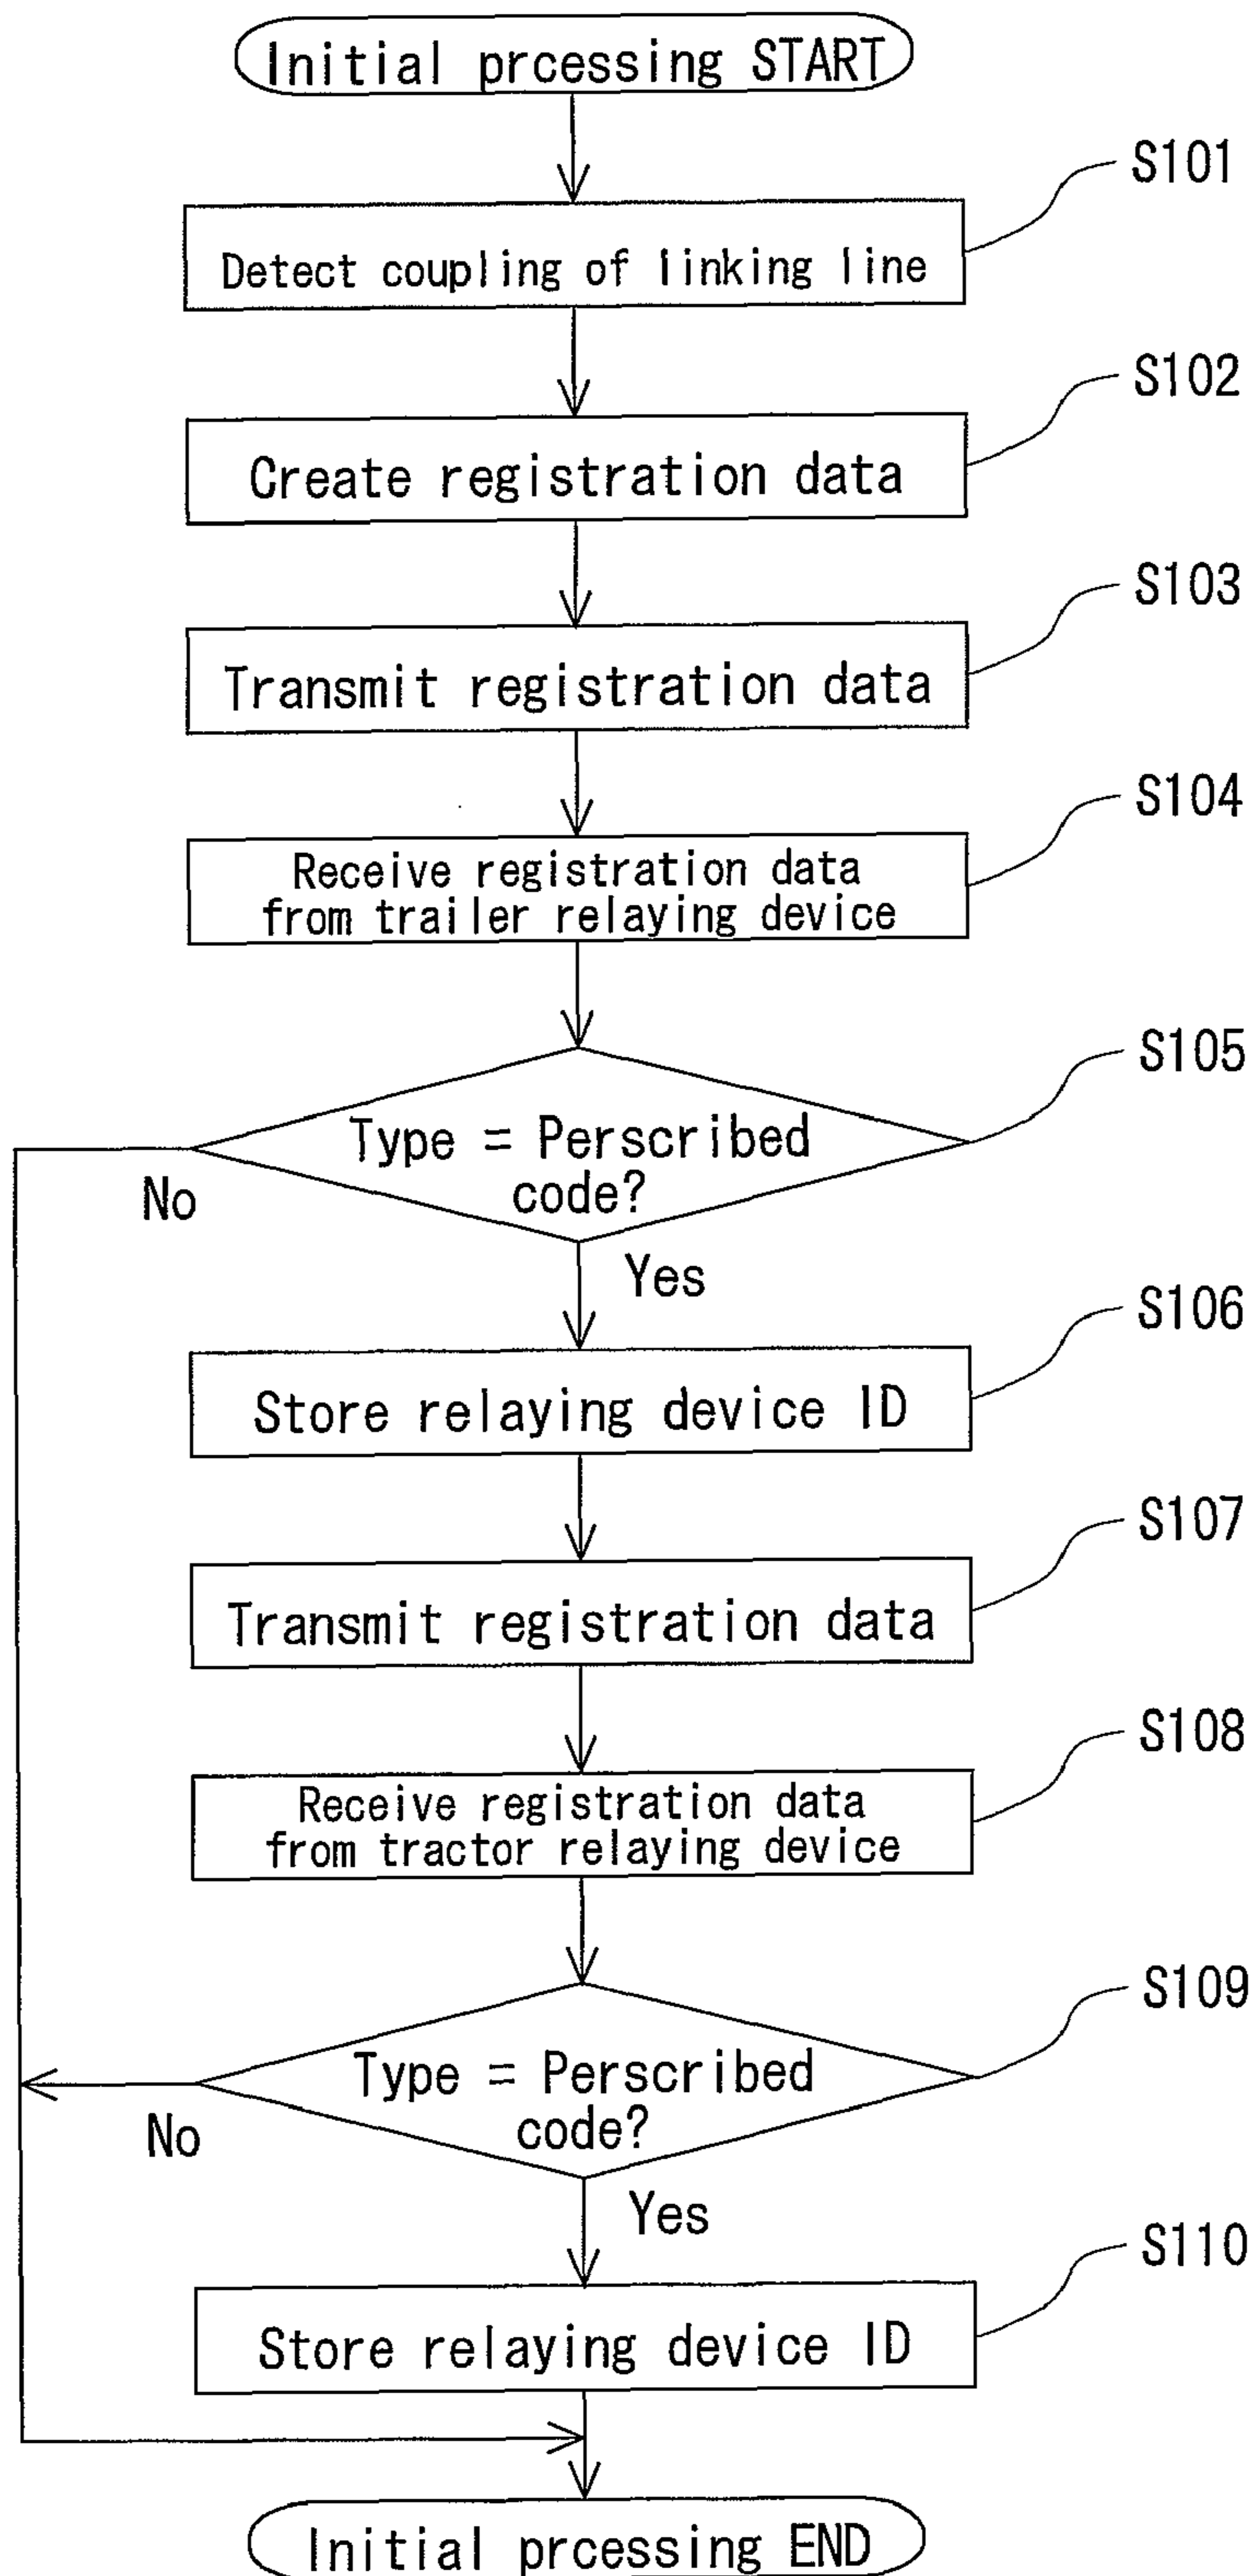 Initial prcessing START
S101
Detect coupling of linking line
S102
Create registration data
S103
Transmit registration data
S104
Receive registration data
from trailer relaying device
S105
Type = Perscribed
code?
No
Yes
S106
Store relaying device ID
S107
Transmit registration data
S108
Receive registration data
from tractor relaying device
S109
Type = Perscribed
code?
No
Yes
S110
Store relaying device ID
Initial prcessing END